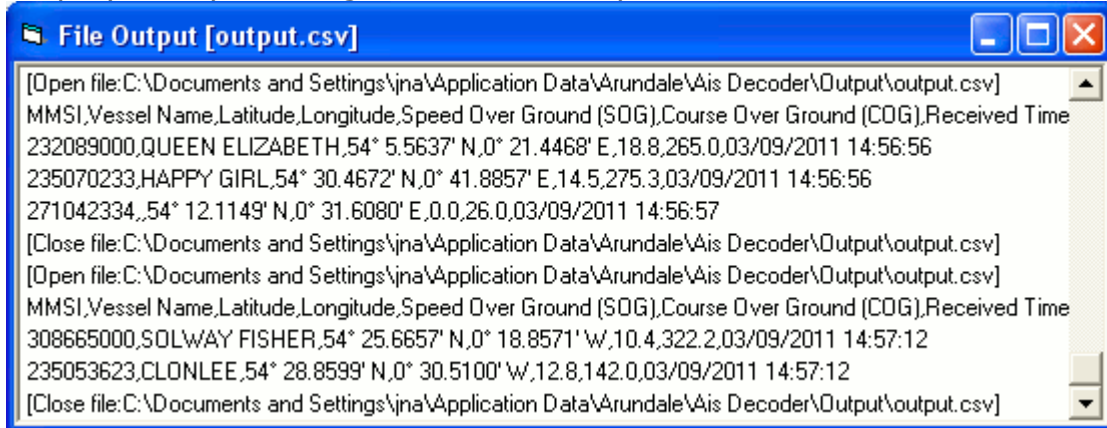 File Output [output.csv]
[Open file:C:\Documents and Settings\jna\Application Data\Arundale\Ais Decoder\Output\output.csv]
MMSI,Vessel Name,Latitude,Longitude,Speed Over Ground (SOG),Course Over Ground (COG),Received Time
232089000,QUEEN ELIZABETH,54° 5.5637' N,0° 21.4468' E,18.8,265.0,03/09/2011 14:56:56
235070233,HAPPY GIRL,54° 30.4672' N,0° 41.8857' E,14.5,275.3,03/09/2011 14:56:56
271042334,,54° 12.1149' N,0° 31.6080' E,0.0,26.0,03/09/2011 14:56:57
[Close file:C:\Documents and Settings\jna\Application Data\Arundale\Ais Decoder\Output\output.csv]
[Open file:C:\Documents and Settings\jna\Application Data\Arundale\Ais Decoder\Output\output.csv]
MMSI,Vessel Name,Latitude,Longitude,Speed Over Ground (SOG),Course Over Ground (COG),Received Time
308665000,SOLWAY FISHER,54° 25.6657' N,0° 18.8571' W,10.4,322.2,03/09/2011 14:57:12
235053623,CLONLEE,54° 28.8599' N,0° 30.5100' W,12.8,142.0,03/09/2011 14:57:12
[Close file:C:\Documents and Settings\jna\Application Data\Arundale\Ais Decoder\Output\output.csv]